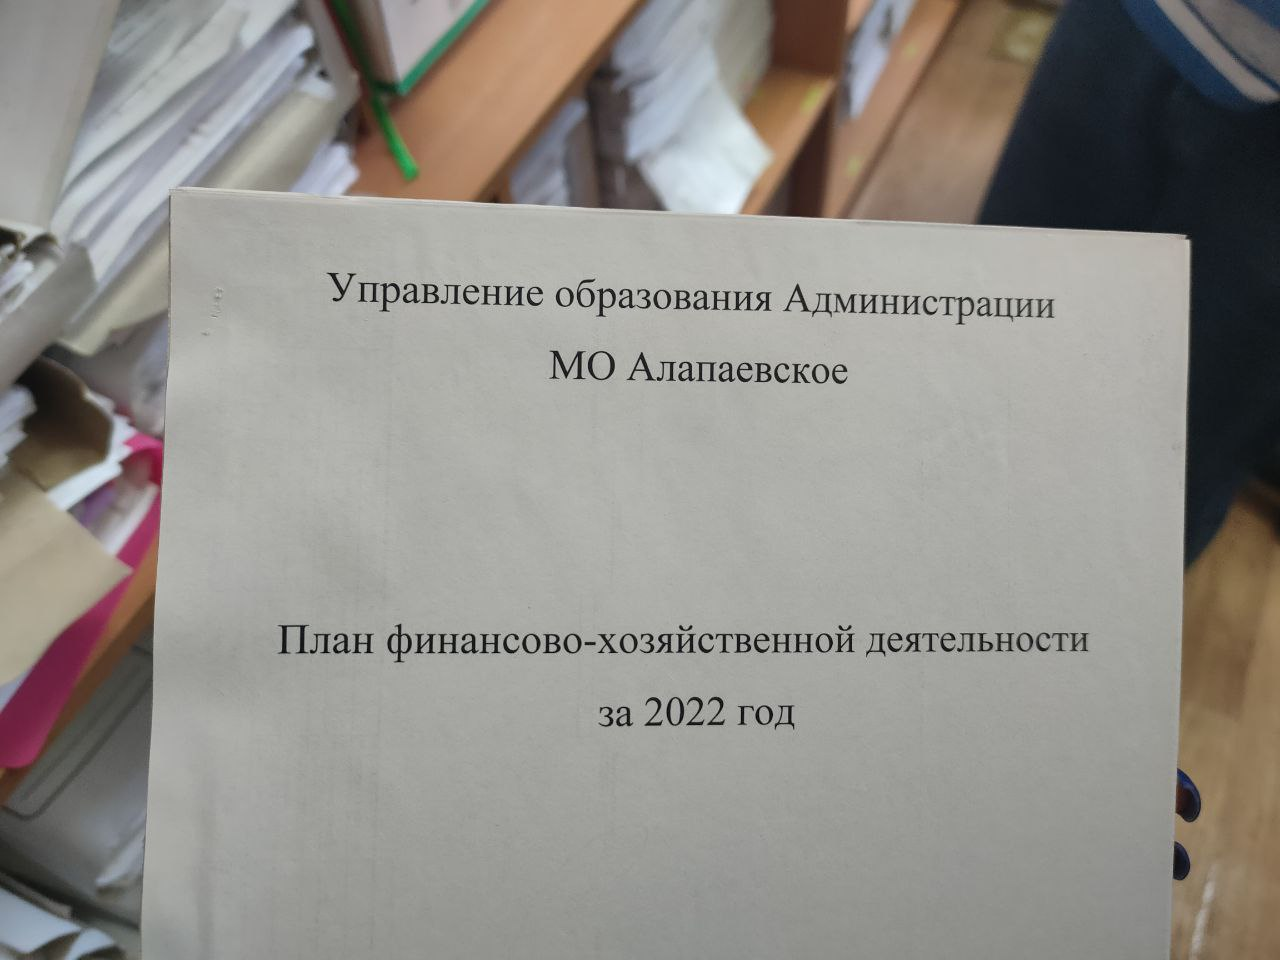 Управление образования Администрации
МО Алапаевское
План финансово-хозяйственной деятельности
за 2022 год